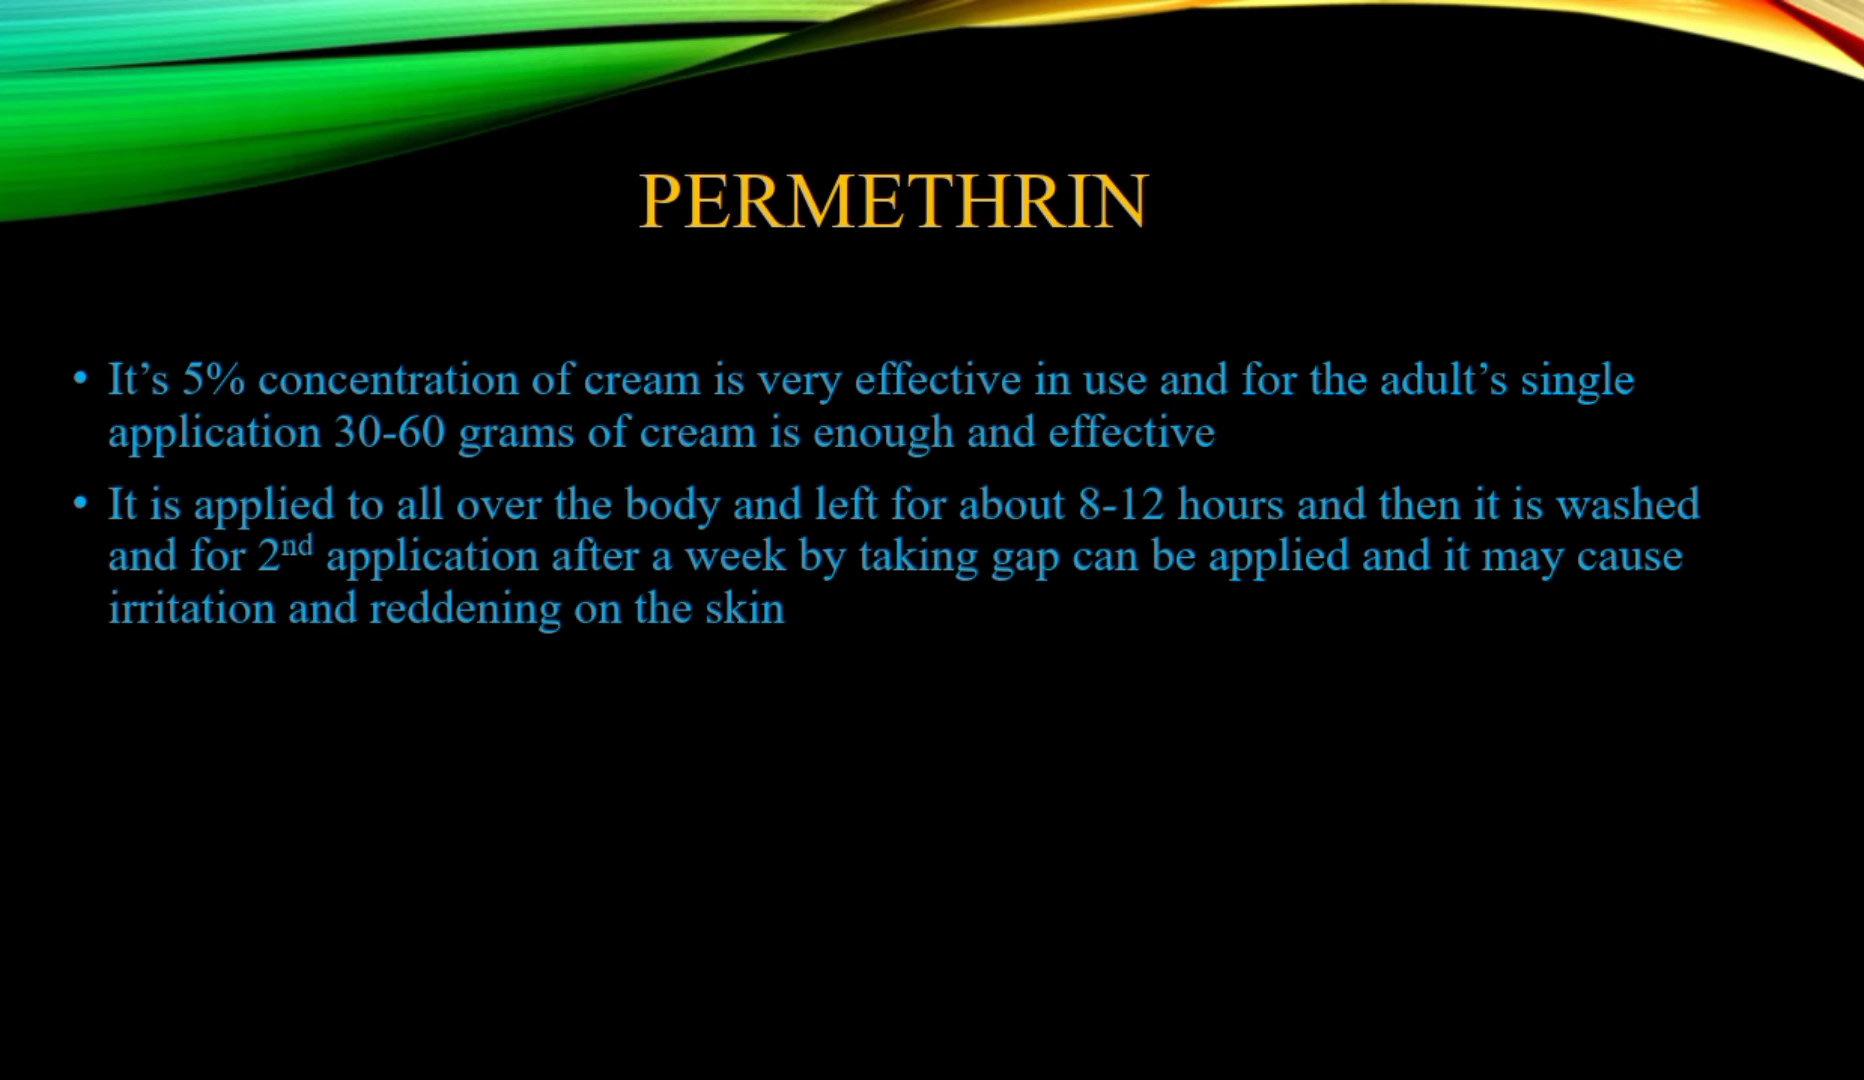 PERMETHRIN
• It’s 5% concentration of cream is very effective in use and for the adult’s single
application 30-60 grams of cream is enough and effective
• It is applied to all over the body and left for about 8-12 hours and then it is washed
and for 2nd application after a week by taking gap can be applied and it may cause
irritation and reddening on the skin